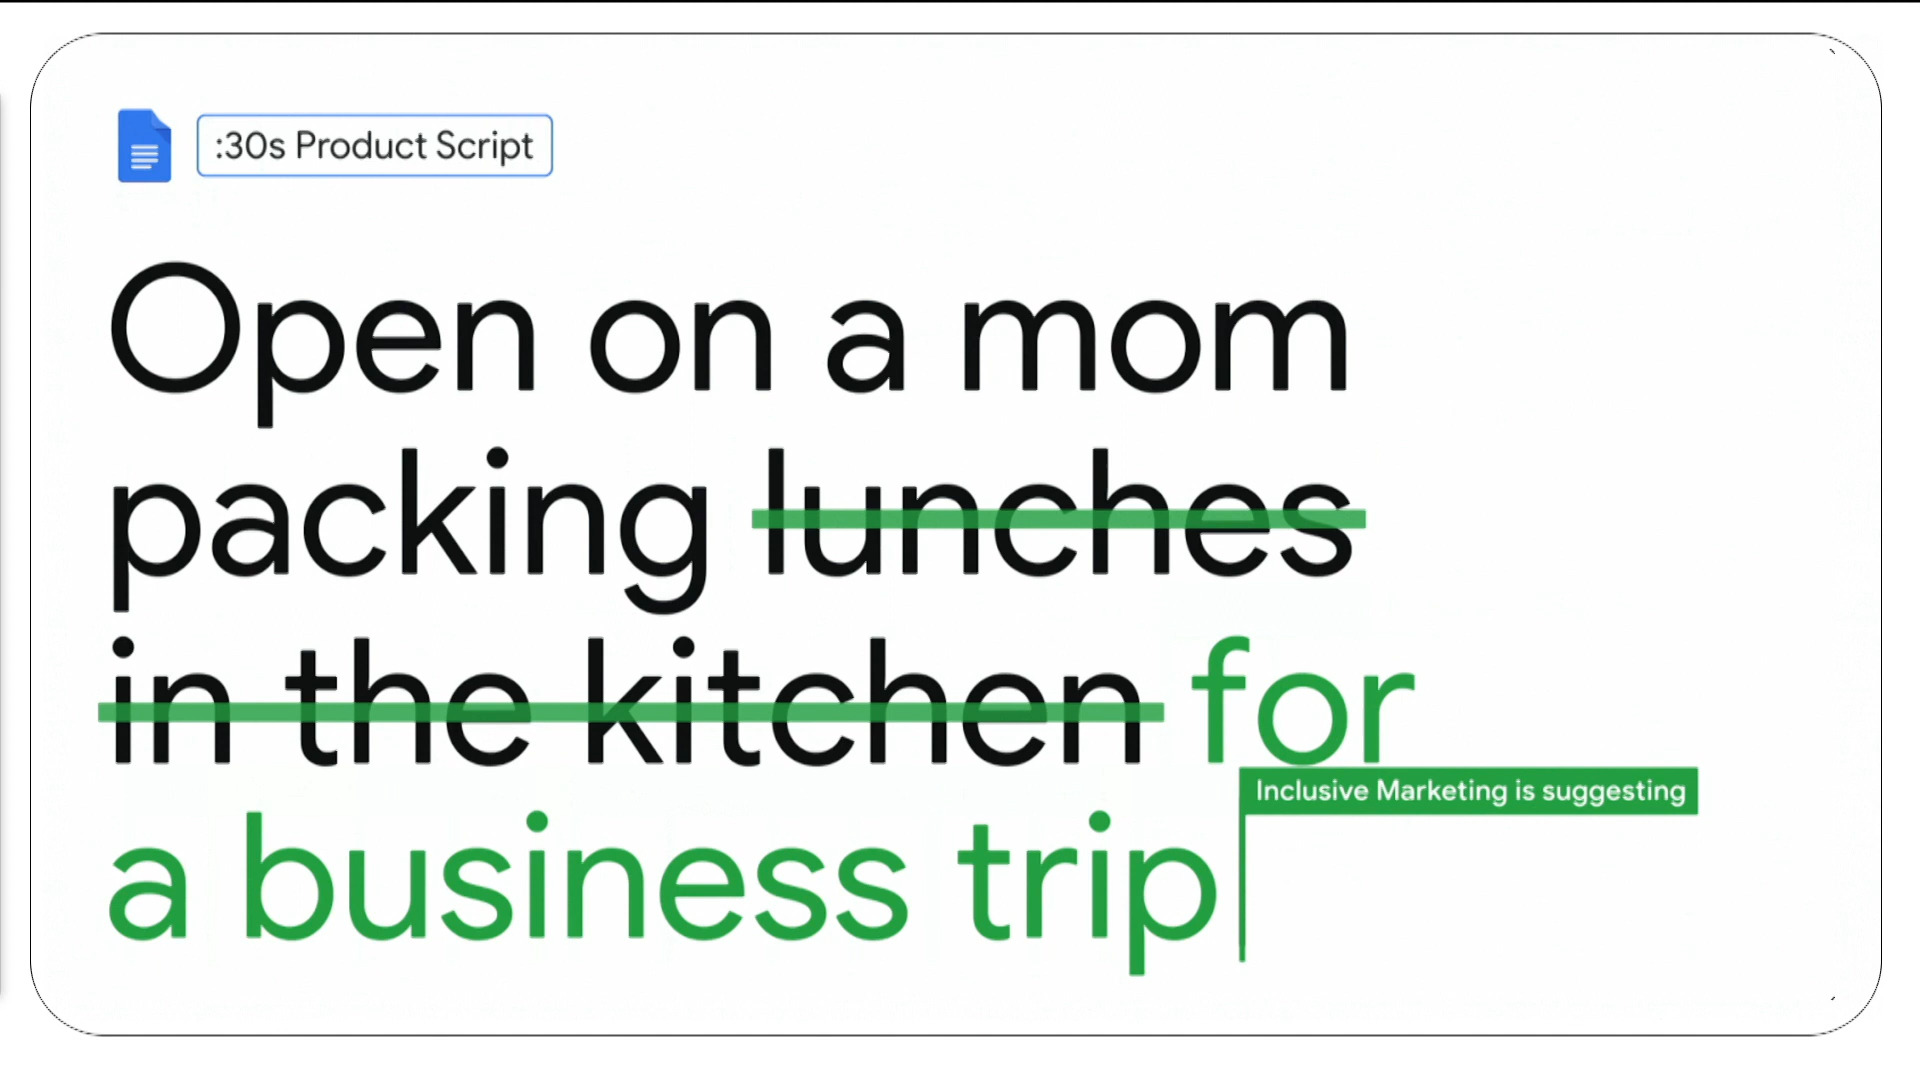 :30s Product Script
Open on a mom
packing lunches
in the kitchen for
Inclusive Marketing is suggesting
a business trip